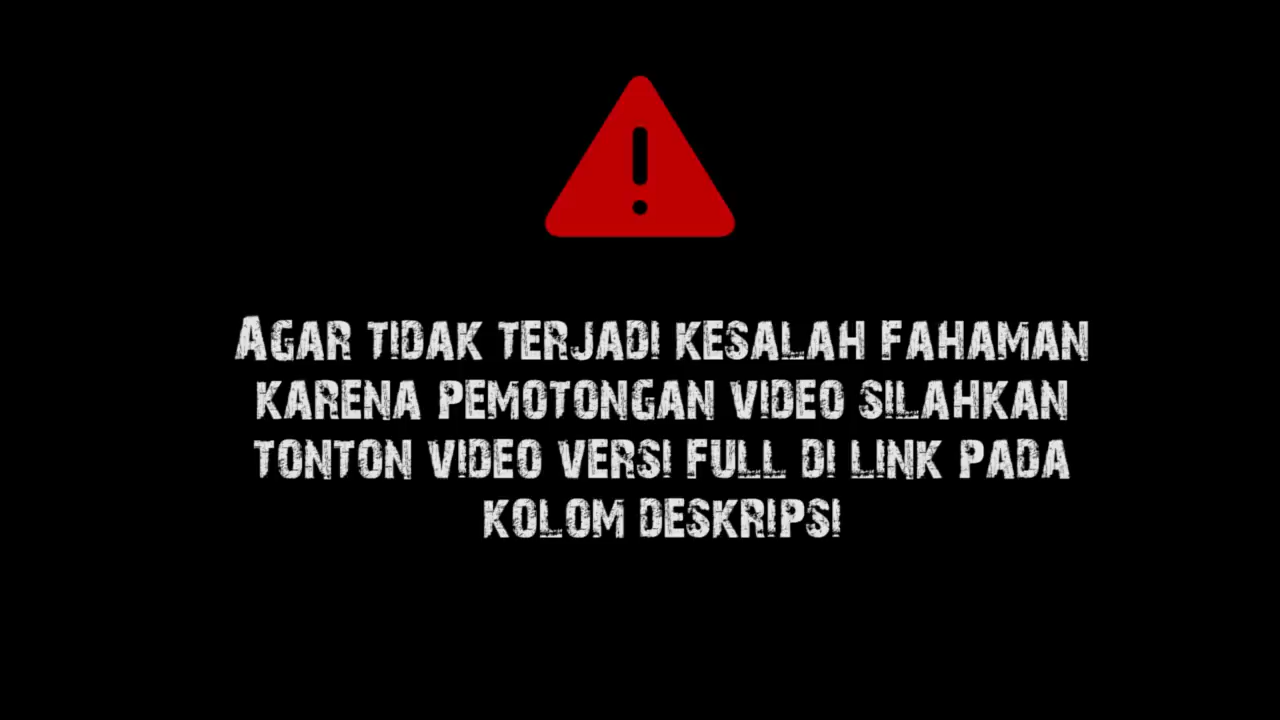 Agar tidak terjadi kesalah fahaman
karena pemotongan video silahkan
tonton video versi full di link pada
kolom deskripsi